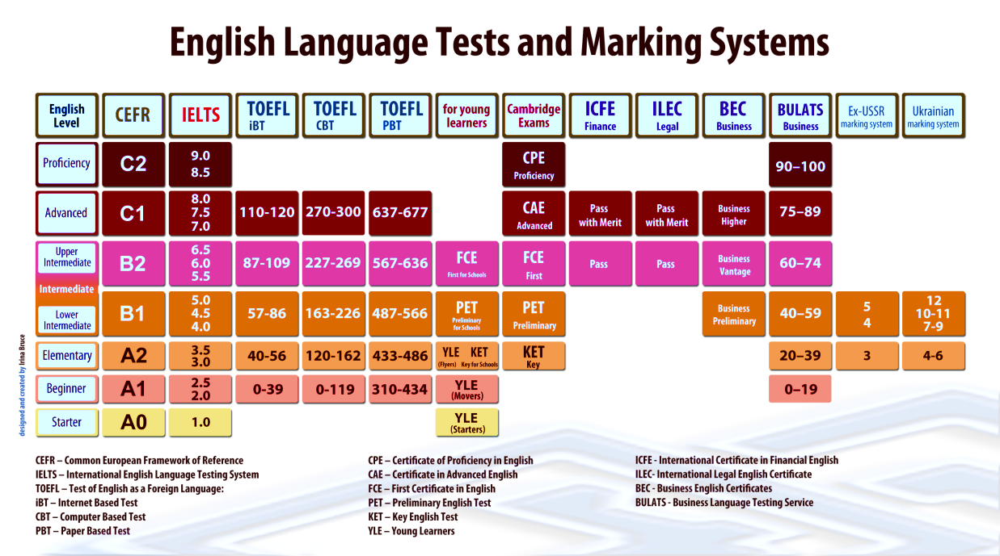 English Language Tests and Marking Systems
English Level CEFR IELTS TOEFL iBT TOEFL CBT TOEFL PBT for young learners Cambridge Exams ICFE Finance ILEC Legal BEC Business BULATS Business Ex-USSR marking system Ukrainian marking system
Proficiency C2 9.0 8.5 CPE Proficiency 90–100
Advanced C1 8.0 7.5 7.0 110-120 270-300 637-677 CAE Advanced Pass with Merit Pass with Merit Business Higher 75–89
Upper Intermediate B2 6.5 6.0 5.5 87-109 227-269 567-636 FCE First for Schools FCE First Pass Pass Business Vantage 60–74
Intermediate
Lower Intermediate B1 5.0 4.5 4.0 57-86 163-226 487-566 PET Preliminary for Schools PET Preliminary Business Preliminary 40–59 5 4 12 10-11 7-9
Elementary A2 3.5 3.0 40-56 120-162 433-486 YLE (Flyers) KET Key for Schools KET Key 20–39 3 4-6
Beginner A1 2.5 2.0 0-39 0-119 310-434 YLE (Movers) 0–19
Starter A0 1.0 YLE (Starters)
designed and created by Irina Bruce
CEFR – Common European Framework of Reference
IELTS – International English Language Testing System
TOEFL – Test of English as a Foreign Language:
iBT – Internet Based Test
CBT – Computer Based Test
PBT – Paper Based Test
CPE – Certificate of Proficiency in English
CAE – Certificate in Advanced English
FCE – First Certificate in English
PET – Preliminary English Test
KET – Key English Test
YLE – Young Learners
ICFE - International Certificate in Financial English
ILEC- International Legal English Certificate
BEC - Business English Certificates
BULATS - Business Language Testing Service